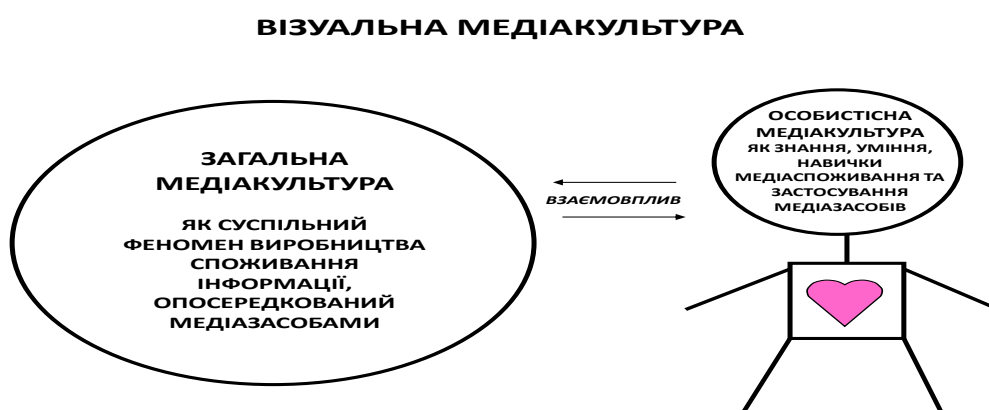 ВІЗУАЛЬНА МЕДІАКУЛЬТУРА
ЗАГАЛЬНА
МЕДІАКУЛЬТУРА
ЯК СУСПІЛЬНИЙ
ФЕНОМЕН ВИРОБНИЦТВА
СПОЖИВАННЯ
ІНФОРМАЦІЇ,
ОПОСЕРЕДКОВАНИЙ
МЕДІАЗАСОБАМИ
ВЗАЄМОВПЛИВ
ОСОБИСТІСНА
МЕДІАКУЛЬТУРА
ЯК ЗНАННЯ, УМІННЯ,
НАВИЧКИ
МЕДІАСПОЖИВАННЯ ТА
ЗАСТОСУВАННЯ
МЕДІАЗАСОБІВ